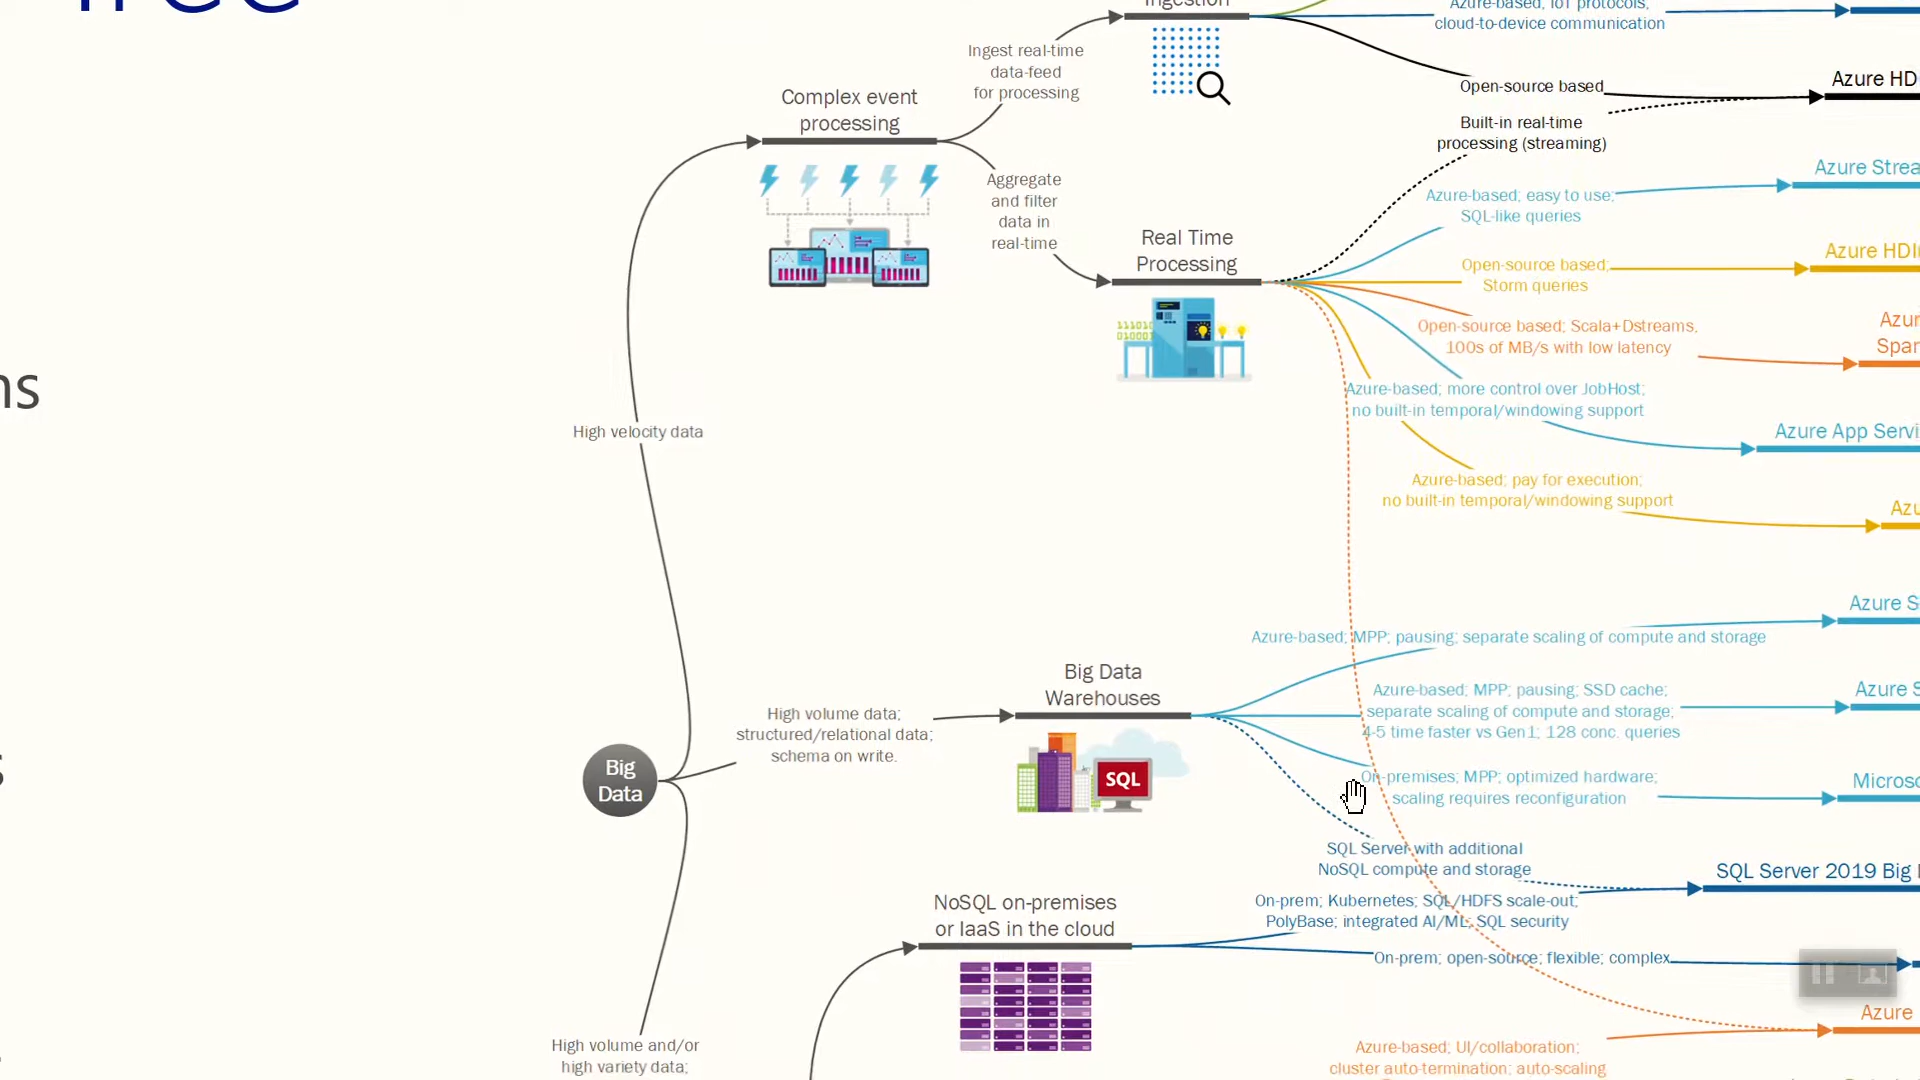 Tree
ns
s
Ingestion
Azure-based; IoT protocols,
cloud-to-device communication
Ingest real-time
data-feed
for processing
Open-source based
Azure HD
Complex event
processing
Built-in real-time
processing (streaming)
Azure Strea
Aggregate
and filter
data in
real-time
Azure-based; easy to use;
SQL-like queries
Real Time
Processing
11101
01000
Open-source based;
Storm queries
Azure HDI
Open-source based; Scala+Dstreams,
100s of MB/s with low latency
Azur
Spar
Azure-based; more control over JobHost;
no built-in temporal/windowing support
Azure App Servi
High velocity data
Azure-based; pay for execution;
no built-in temporal/windowing support
Azu
Azure S
Azure-based; MPP; pausing; separate scaling of compute and storage
Big Data
Warehouses
SQL
Azure-based; MPP; pausing; SSD cache;
separate scaling of compute and storage;
4-5 time faster vs Gen1; 128 conc. queries
Azure S
High volume data;
structured/relational data;
schema on write.
Big
Data
On-premises; MPP; optimized hardware;
scaling requires reconfiguration
Microso
SQL Server with additional
NoSQL compute and storage
SQL Server 2019 Big
NoSQL on-premises
or IaaS in the cloud
On-prem; Kubernetes; SQL/HDFS scale-out;
PolyBase; integrated AI/ML; SQL security
On-prem; open-source; flexible; complex
Azure
High volume and/or
high variety data;
Azure-based; UI/collaboration;
cluster auto-termination; auto-scaling